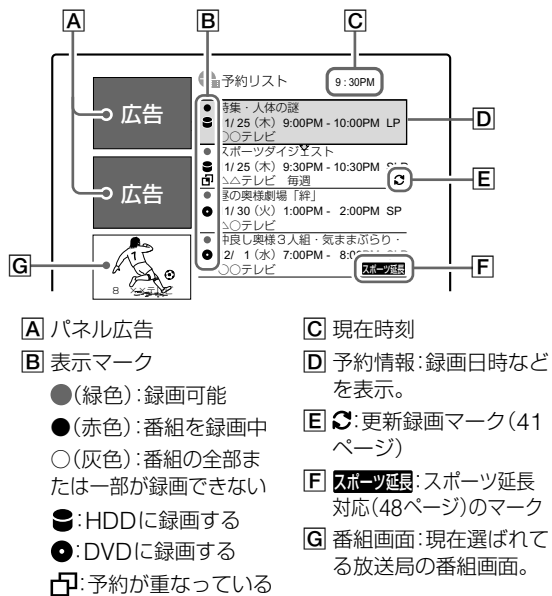 A
B
C
予約リスト
9:30PM
広告
特集・人体の謎
1/25（木） 9:00PM - 10:00PM LP
○○テレビ
D
スポーツダイジェスト
1/25（木） 9:30PM - 10:30PM
△△テレビ 毎週
E
広告
昼の奥様劇場「絆」
1/30（火） 1:00PM - 2:00PM SP
△○テレビ
仲良し奥様３人組・気ままぶらり・
2/ 1（水） 7:00PM - 8:0
○○テレビ
スポーツ延長
F
G
8 ××テレ
A パネル広告
B 表示マーク
●（緑色）：録画可能
●（赤色）：番組を録画中
○（灰色）：番組の全部ま
たは一部が録画できない
：HDDに録画する
：DVDに録画する
：予約が重なっている
C 現在時刻
D 予約情報：録画日時など
を表示。
E ：更新録画マーク（41
ページ）
F スポーツ延長：スポーツ延長
対応（48ページ）のマーク
G 番組画面：現在選ばれて
る放送局の番組画面。